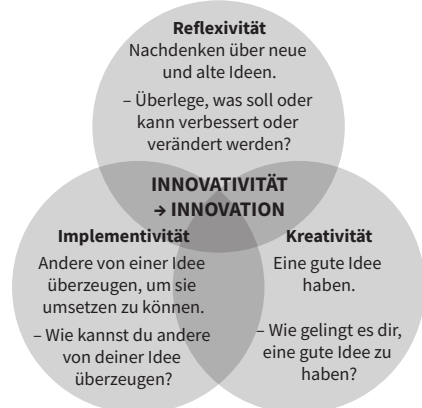 Reflexivität
Nachdenken über neue
und alte Ideen.
– Überlege, was soll oder
kann verbessert oder
verändert werden?
INNOVATIVITÄT
→ INNOVATION
Implementivität
Andere von einer Idee
überzeugen, um sie
umsetzen zu können.
– Wie kannst du andere
von deiner Idee
überzeugen?
Kreativität
Eine gute Idee
haben.
– Wie gelingt es dir,
eine gute Idee zu
haben?